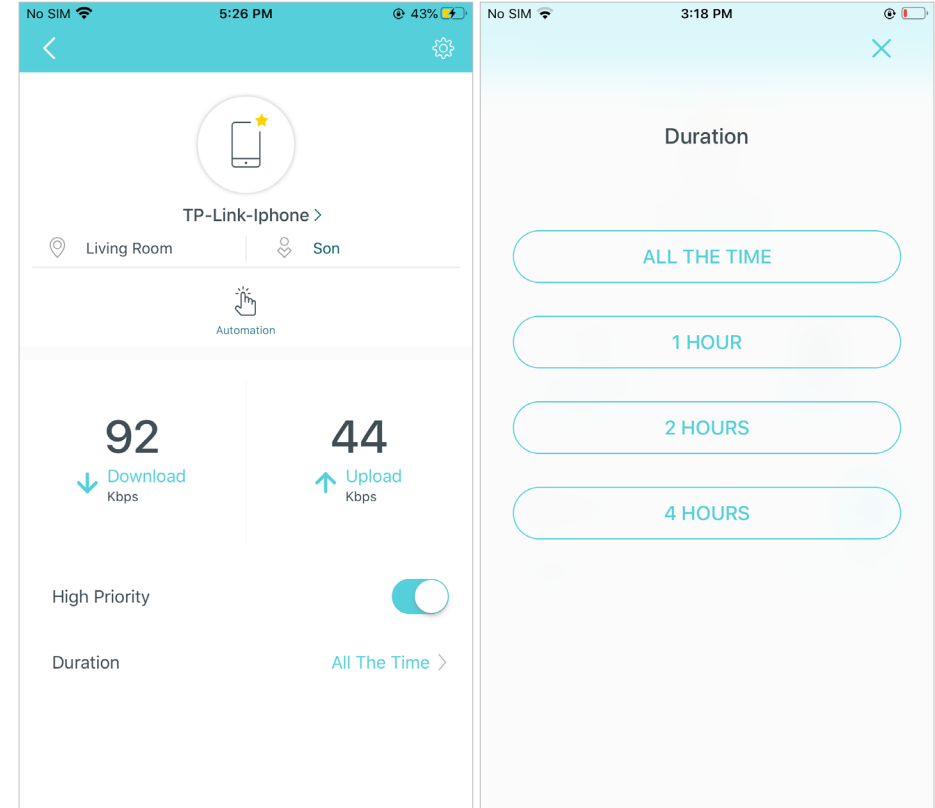 No SIM 5:26 PM 43%
TP-Link-Iphone >
Living Room Son
Automation
92 44
Download Upload
Kbps Kbps
High Priority
Duration All The Time >
No SIM 3:18 PM
Duration
ALL THE TIME
1 HOUR
2 HOURS
4 HOURS